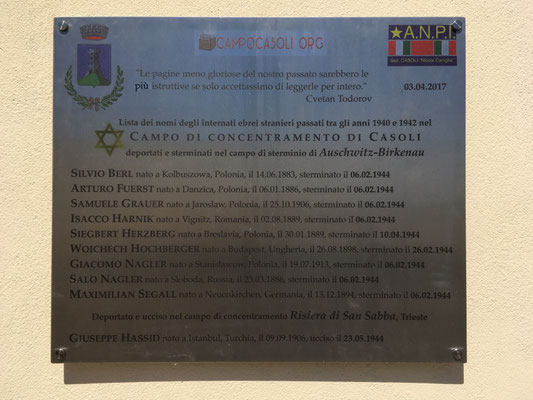 CAMPOCASOLI ORG
A.N.P.I.
Sez. CASOLI "Nicola Cianglia"
"Le pagine meno gloriose del nostro passato sarebbero le
più istruttive se solo accettassimo di leggerle per intero."
Cvetan Todorov
03.04.2017
Lista dei nomi degli internati ebrei stranieri passati tra gli anni 1940 e 1942 nel
CAMPO DI CONCENTRAMENTO DI CASOLI
deportati e sterminati nel campo di sterminio di Auschwitz-Birkenau
SILVIO BERL nato a Kolbuszowa, Polonia, il 14.06.1883, sterminato il 06.02.1944
ARTURO FUERST nato a Danzica, Polonia, il 06.01.1886, sterminato il 06.02.1944
SAMUELE GRAUER nato a Jaroslaw, Polonia, il 25.10.1906, sterminato il 06.02.1944
ISACCO HARNIK nato a Vignitz, Romania, il 02.08.1889, sterminato il 06.02.1944
SIEGBERT HERZBERG nato a Breslavia, Polonia, il 30.01.1889, sterminato il 10.04.1944
WOICHECH HOCHBERGER nato a Budapest, Ungheria, il 26.08.1898, sterminato il 26.02.1944
GIACOMO NAGLER nato a Stanislawow, Polonia, il 19.07.1913, sterminato il 06.02.1944
SALO NAGLER nato a Sloboda, Russia, il 23.03.1886, sterminato il 06.02.1944
MAXIMILIAN SEGALL nato a Neuenkirchen, Germania, il 13.12.1894, sterminato il 06.02.1944
Deportato e ucciso nel campo di concentramento Risiera di San Sabba, Trieste
GIUSEPPE HASSID nato a Istanbul, Turchia, il 09.09.1906, ucciso il 23.05.1944